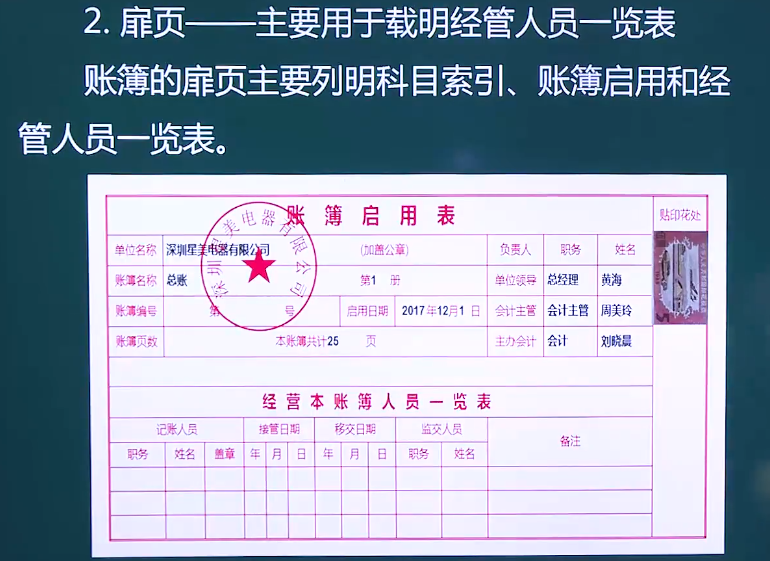 2. 扉页——主要用于载明经管人员一览表
账簿的扉页主要列明科目索引、账簿启用和经
管人员一览表。
账簿启用表
贴印花处
单位名称 深圳星美电器有限公司 (加盖公章) 负责人 职务 姓名
账簿名称 总账 第1 册 单位领导 总经理 黄海
账簿编号 第 号 启用日期 2017年12月1日 会计主管 会计主管 周美玲
账簿页数 本账簿共计25 页 主办会计 会计 刘晓晨
深圳星美电器有限公司
经营本账簿人员一览表
记账人员 接管日期 移交日期 监交人员 备注
职务 姓名 盖章 年 月 日 年 月 日 职务 姓名